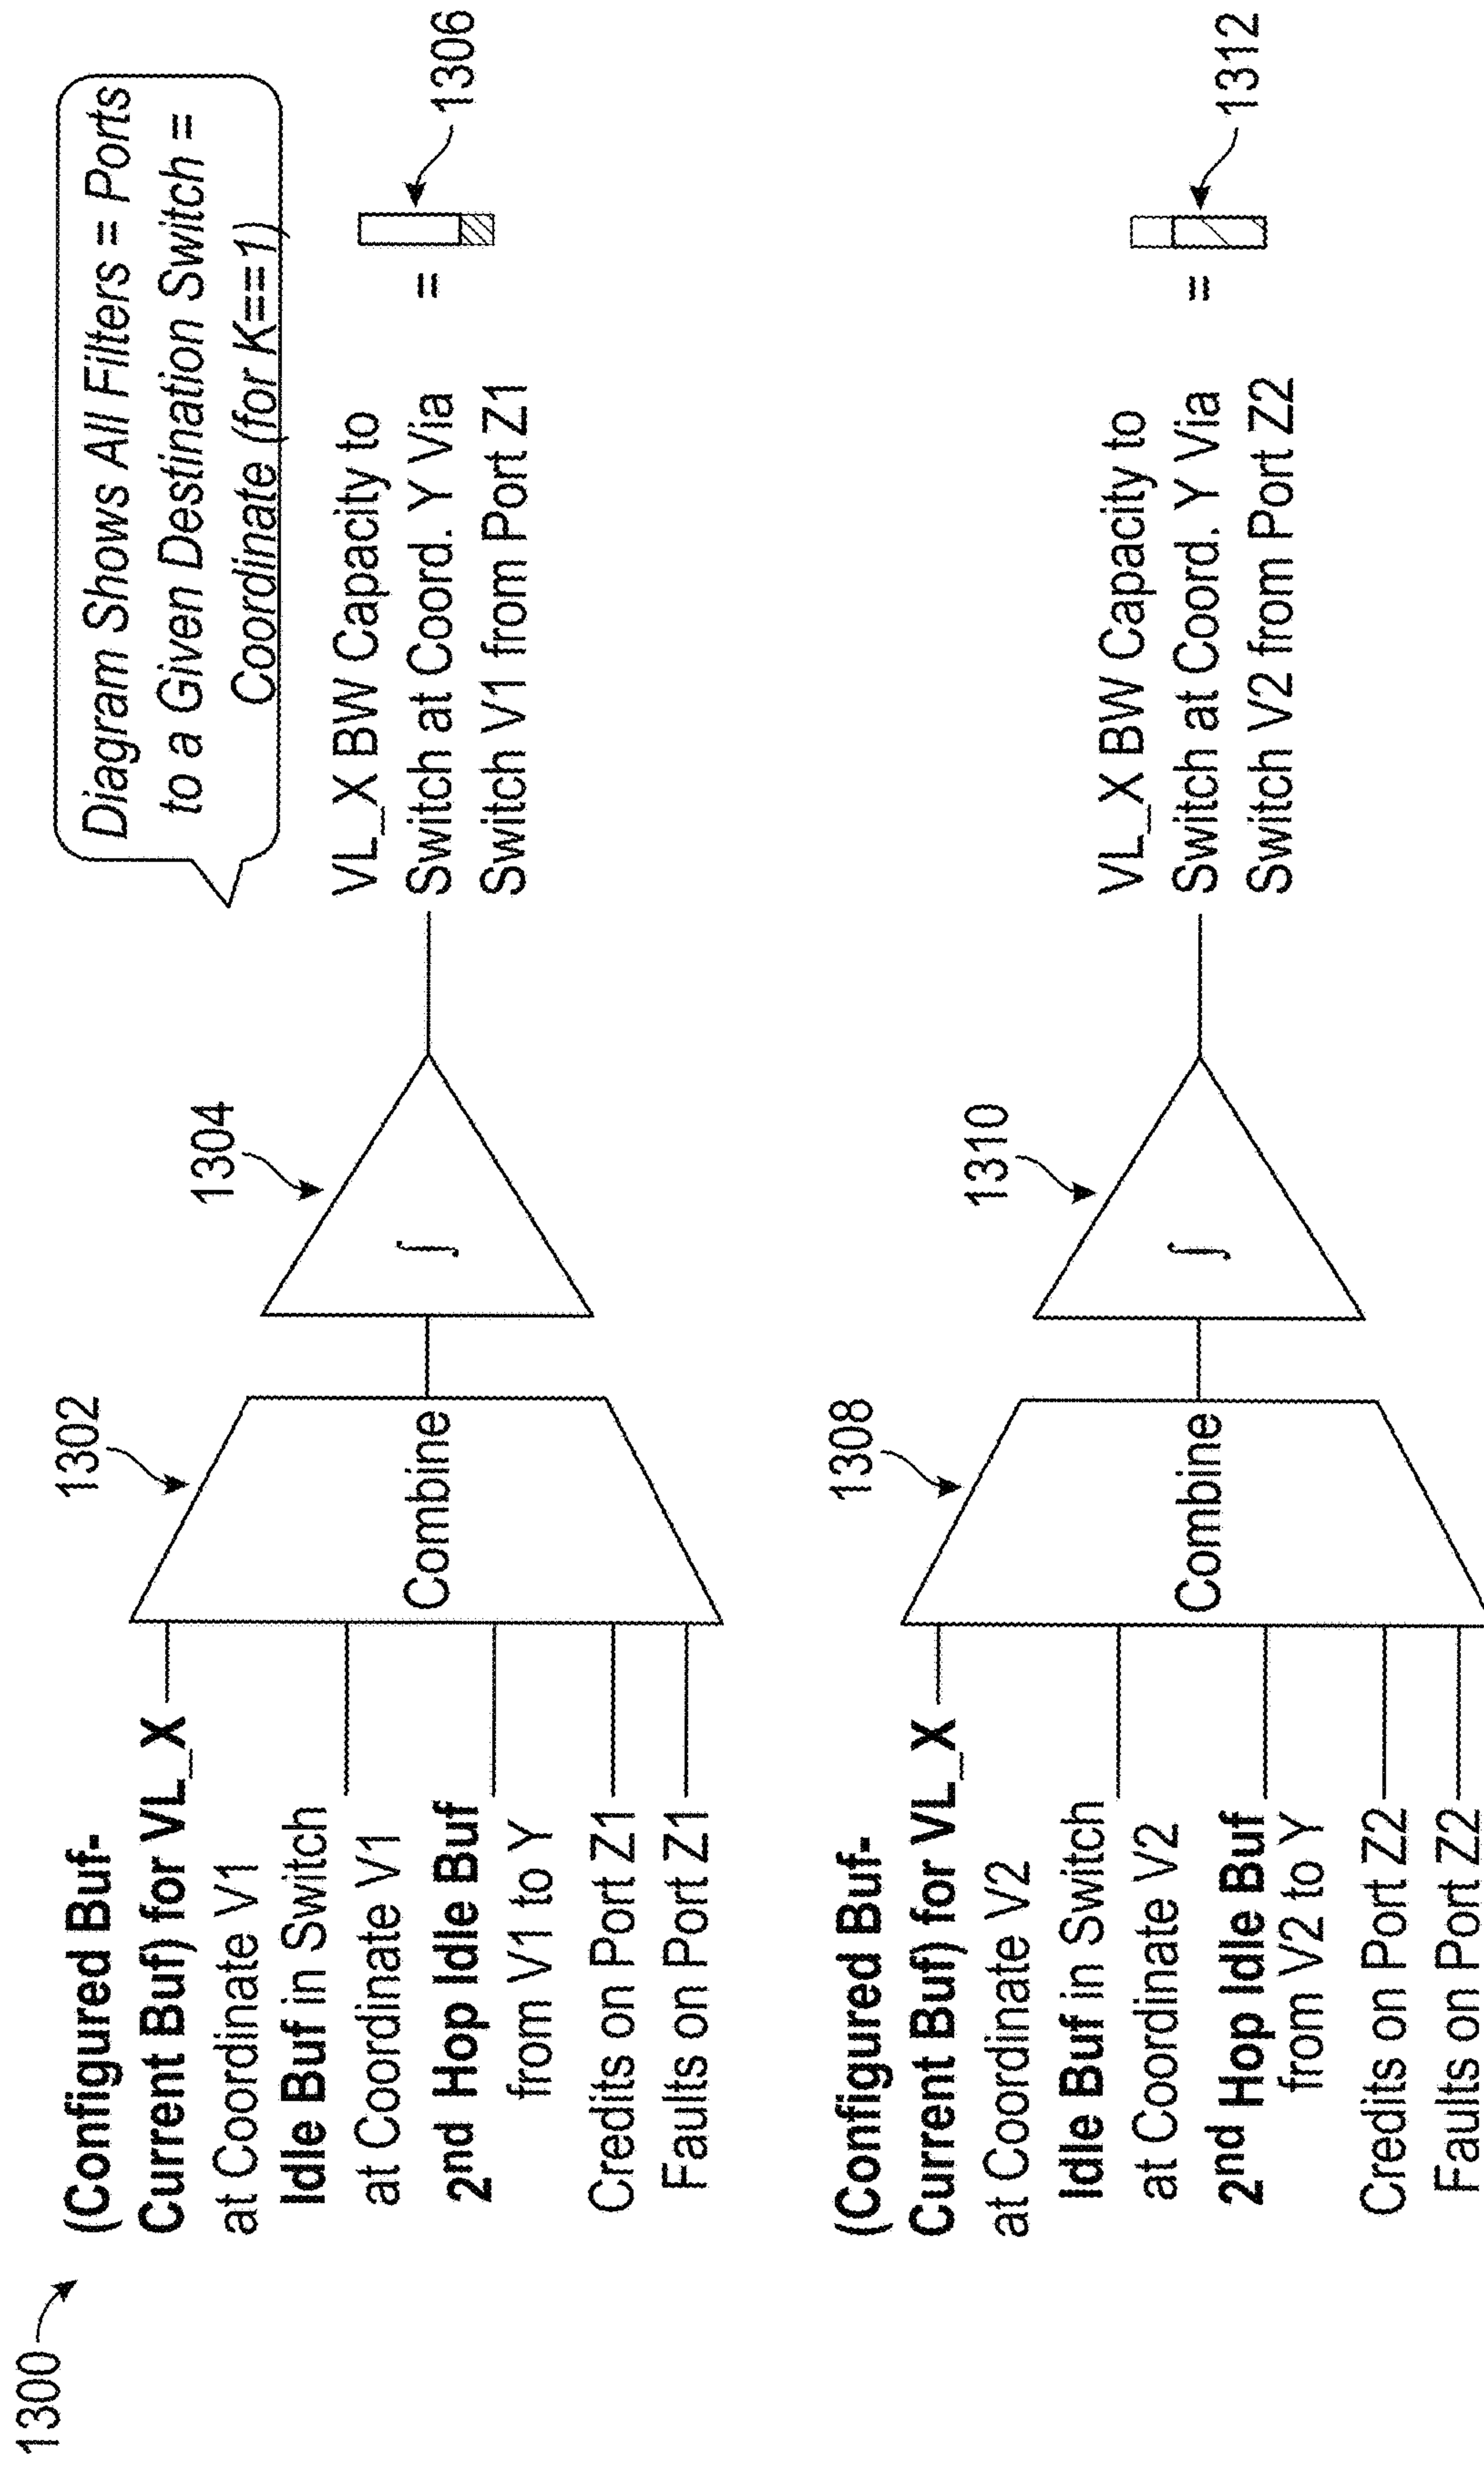 1300
Diagram Shows All Filters = Ports
to a Given Destination Switch =
Coordinate (for K==1)
(Configured Buf-
Current Buf) for VL_X
at Coordinate V1
Idle Buf in Switch
at Coordinate V1
2nd Hop Idle Buf
from V1 to Y
Credits on Port Z1
Faults on Port Z1
1302
Combine
1304
∫
VL_X BW Capacity to
Switch at Coord. Y Via
Switch V1 from Port Z1
=
1306
(Configured Buf-
Current Buf) for VL_X
at Coordinate V2
Idle Buf in Switch
at Coordinate V2
2nd Hop Idle Buf
from V2 to Y
Credits on Port Z2
Faults on Port Z2
1308
Combine
1310
∫
VL_X BW Capacity to
Switch at Coord. Y Via
Switch V2 from Port Z2
=
1312